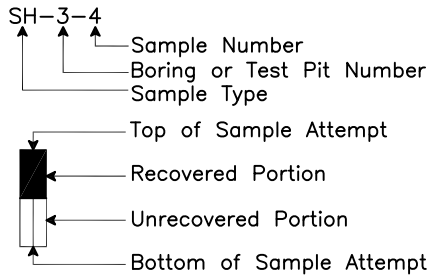 SH-3-4
Sample Number
Boring or Test Pit Number
Sample Type
Top of Sample Attempt
Recovered Portion
Unrecovered Portion
Bottom of Sample Attempt